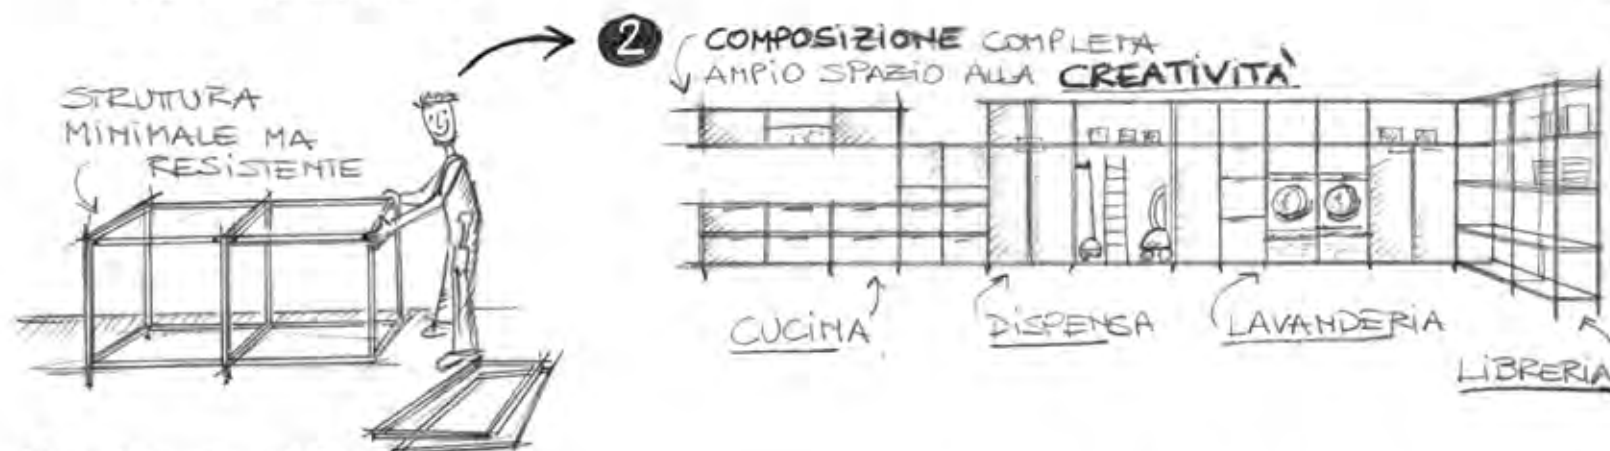 STRUTTURA
MINIMALE MA
RESISTENTE
2
COMPOSIZIONE COMPLETA
AMPIO SPAZIO ALLA CREATIVITÀ
CUCINA
DISPENSA
LAVANDERIA
LIBRERIA